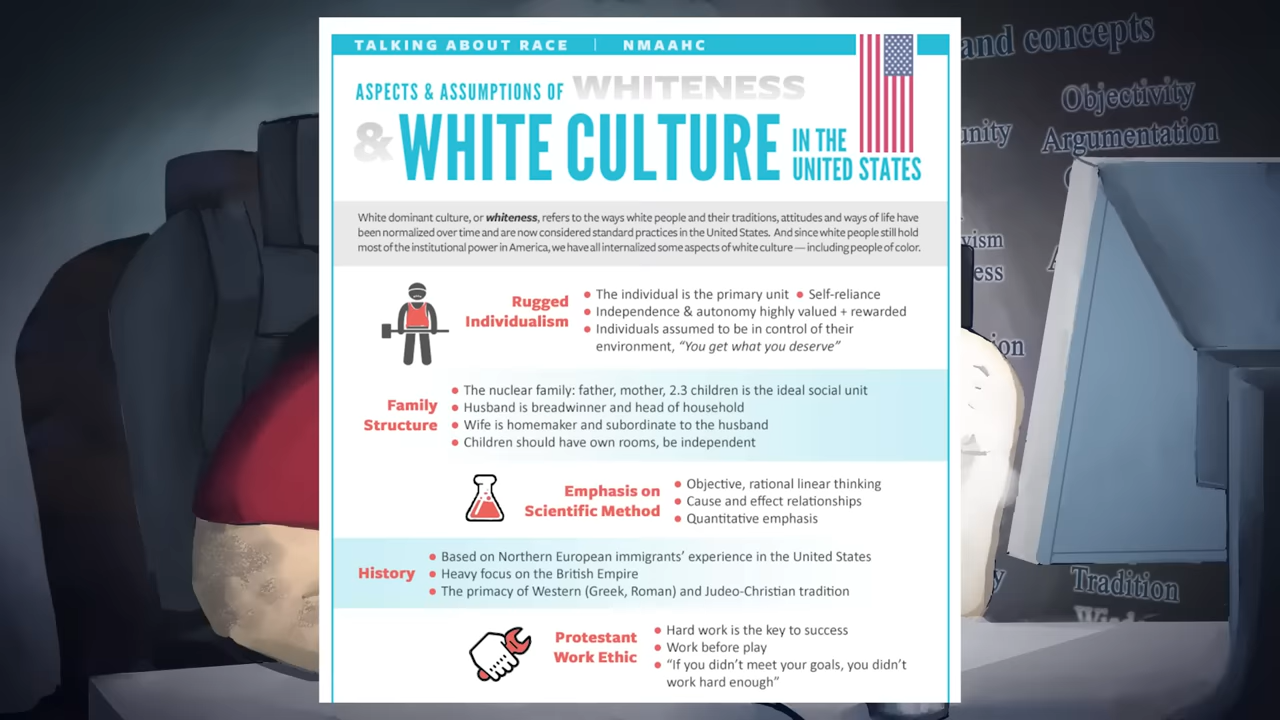 TALKING ABOUT RACE | NMAAHC
ASPECTS & ASSUMPTIONS OF WHITENESS
& WHITE CULTURE IN THE
UNITED STATES
White dominant culture, or whiteness, refers to the ways white people and their traditions, attitudes and ways of life have
been normalized over time and are now considered standard practices in the United States. And since white people still hold
most of the institutional power in America, we have all internalized some aspects of white culture — including people of color.
Rugged
Individualism
• The individual is the primary unit • Self-reliance
• Independence & autonomy highly valued + rewarded
• Individuals assumed to be in control of their
environment, “You get what you deserve”
Family
Structure
• The nuclear family: father, mother, 2.3 children is the ideal social unit
• Husband is breadwinner and head of household
• Wife is homemaker and subordinate to the husband
• Children should have own rooms, be independent
Emphasis on
Scientific Method
• Objective, rational linear thinking
• Cause and effect relationships
• Quantitative emphasis
History
• Based on Northern European immigrants’ experience in the United States
• Heavy focus on the British Empire
• The primacy of Western (Greek, Roman) and Judeo-Christian tradition
Protestant
Work Ethic
• Hard work is the key to success
• Work before play
• “If you didn’t meet your goals, you didn’t
work hard enough”
and concepts
Objectivity
Argumentation
Tradition